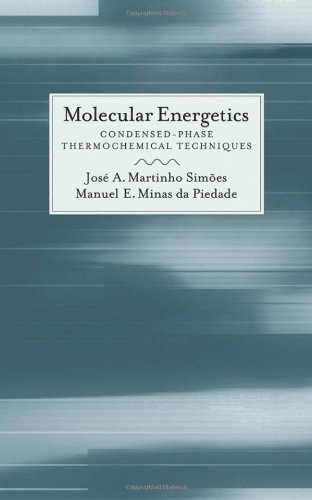 Molecular Energetics
CONDENSED-PHASE
THERMOCHEMICAL TECHNIQUES
José A. Martinho Simões
Manuel E. Minas da Piedade